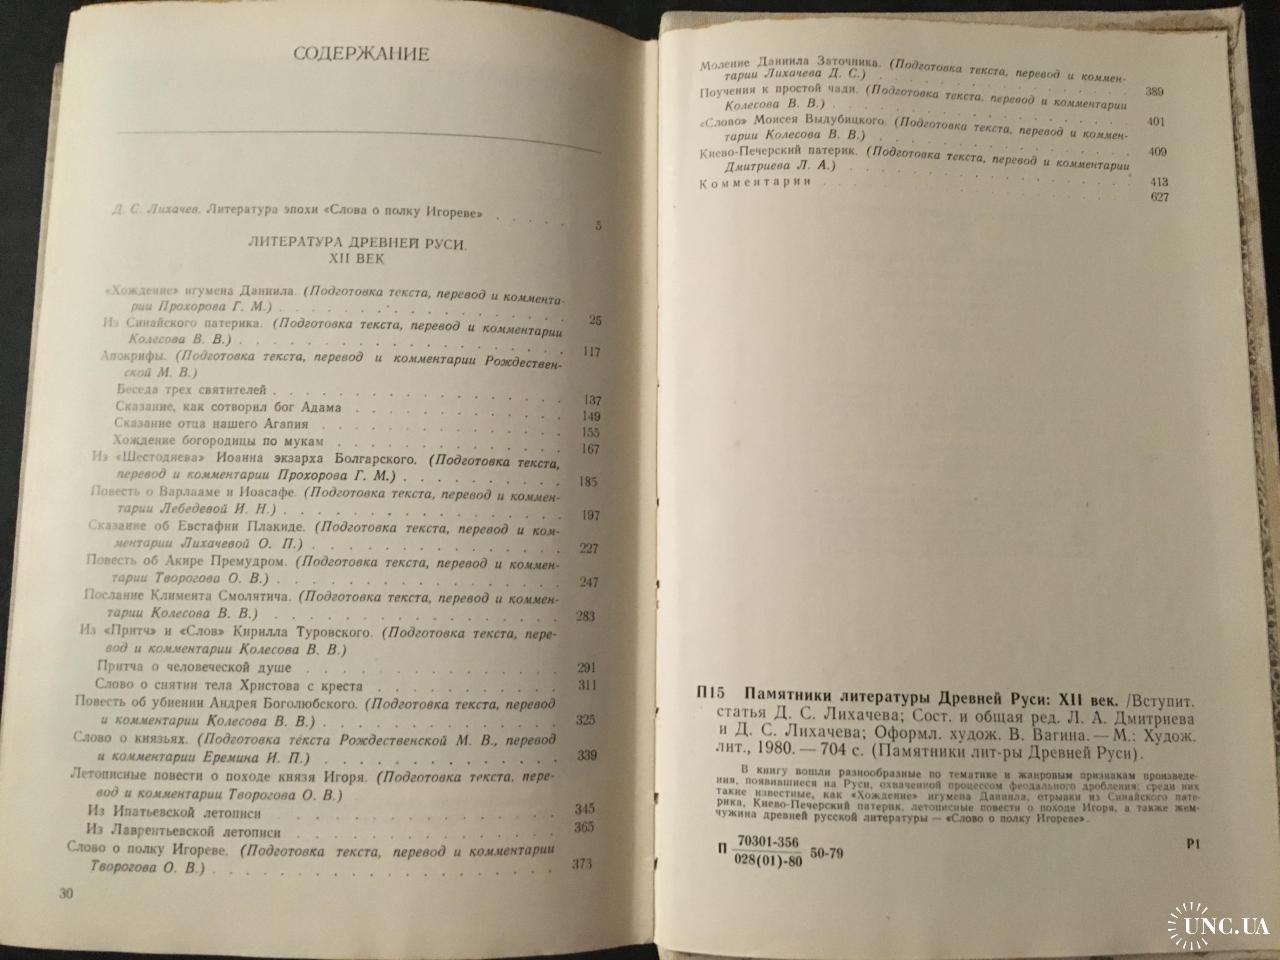 СОДЕРЖАНИЕ
Д. С. Лихачев. Литература эпохи «Слова о полку Игореве» . . . . . 5
ЛИТЕРАТУРА ДРЕВНЕЙ РУСИ.
XII ВЕК
«Хождение» игумена Даниила. (Подготовка текста, перевод и коммента-
рии Прохорова Г. М.) . . . . . 25
Из Синайского патерика. (Подготовка текста, перевод и комментарии
Колесова В. В.) . . . . . 117
Апокрифы. (Подготовка текста, перевод и комментарии Рождествен-
ской М. В.)
Беседа трех святителей . . . . . 137
Сказание, как сотворил бог Адама . . . . . 149
Сказание отца нашего Агапия . . . . . 155
Хождение богородицы по мукам . . . . . 167
Из «Шестоднева» Иоанна экзарха Болгарского. (Подготовка текста,
перевод и комментарии Прохорова Г. М.) . . . . . 185
Повесть о Варлааме и Иоасафе. (Подготовка текста, перевод и коммен-
тарии Лебедевой И. Н.) . . . . . 197
Сказание об Евстафии Плакиде. (Подготовка текста, перевод и ком-
ментарии Лихачевой О. П.) . . . . . 227
Повесть об Акире Премудром. (Подготовка текста, перевод и коммен-
тарии Творогова О. В.) . . . . . 247
Послание Климента Смолятича. (Подготовка текста, перевод и коммен-
тарии Колесова В. В.) . . . . . 283
Из «Притч» и «Слов» Кирилла Туровского. (Подготовка текста, пере-
вод и комментарии Колесова В. В.)
Притча о человеческой душе . . . . . 291
Слово о снятии тела Христова с креста . . . . . 311
Повесть об убиении Андрея Боголюбского. (Подготовка текста, перевод
и комментарии Колесова В. В.) . . . . . 325
Слово о князьях. (Подготовка текста Рождественской М. В., перевод
и комментарии Еремина И. П.) . . . . . 339
Летописные повести о походе князя Игоря. (Подготовка текста, пере-
вод и комментарии Творогова О. В.)
Из Ипатьевской летописи . . . . . 345
Из Лаврентьевской летописи . . . . . 365
Слово о полку Игореве. (Подготовка текста, перевод и комментарии
Творогова О. В.) . . . . . 373
30
Моление Даниила Заточника. (Подготовка текста, перевод и коммен-
тарии Лихачева Д. С.) . . . . . 389
Поучения к простой чади. (Подготовка текста, перевод и комментарии
Колесова В. В.) . . . . . 401
«Слово» Моисея Выдубицкого. (Подготовка текста, перевод и коммен-
тарии Колесова В. В.) . . . . . 409
Киево-Печерский патерик. (Подготовка текста, перевод и комментарии
Дмитриева Л. А.) . . . . . 413
Комментарии . . . . . 627
П15 Памятники литературы Древней Руси: XII век. /Вступит.
статья Д. С. Лихачева; Сост. и общая ред. Л. А. Дмитриева
и Д. С. Лихачева; Оформл. худож. В. Вагина. — М.: Худож.
лит., 1980. — 704 с. (Памятники лит-ры Древней Руси).
В книгу вошли разнообразные по тематике и жанровым признакам произведе-
ния, появившиеся на Руси, охваченной процессом феодального дробления; среди них
такие известные, как «Хождение» игумена Даниила, отрывки из Синайского пате-
рика, Киево-Печерский патерик, летописные повести о походе Игоря, а также жем-
чужина древней русской литературы — «Слово о полку Игореве».
П 70301-356
028(01)-80 50-79
Р1
UNC.UA